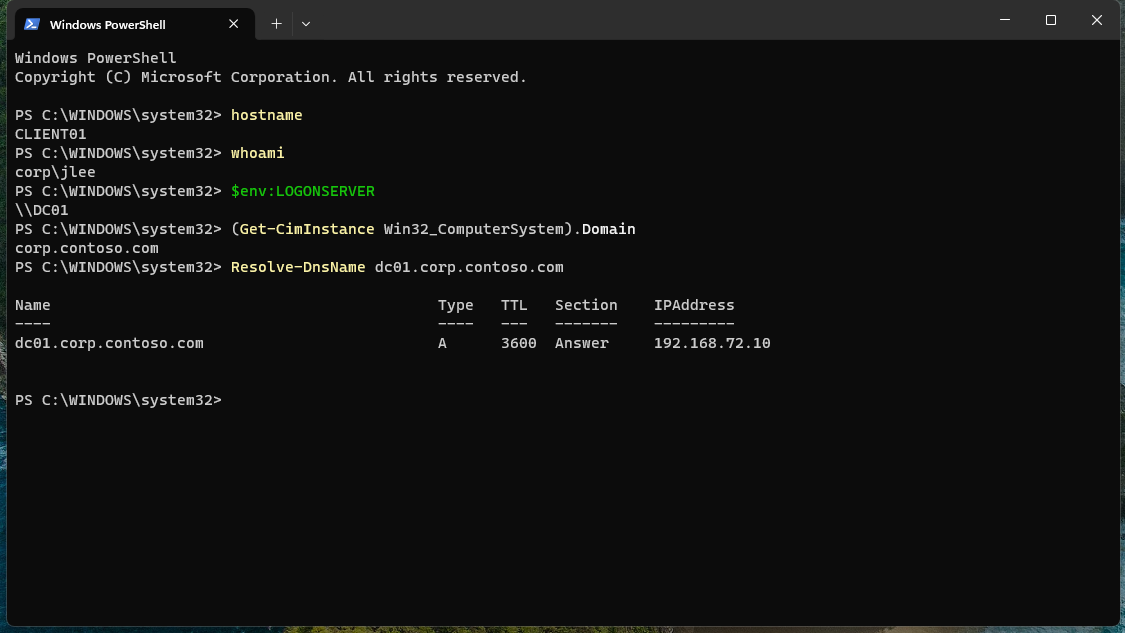 Windows PowerShell
Windows PowerShell
Copyright (C) Microsoft Corporation. All rights reserved.
PS C:\WINDOWS\system32> hostname
CLIENT01
PS C:\WINDOWS\system32> whoami
corp\jlee
PS C:\WINDOWS\system32> $env:LOGONSERVER
\\DC01
PS C:\WINDOWS\system32> (Get-CimInstance Win32_ComputerSystem).Domain
corp.contoso.com
PS C:\WINDOWS\system32> Resolve-DnsName dc01.corp.contoso.com
Name Type TTL Section IPAddress
---- ---- --- ------- ---------
dc01.corp.contoso.com A 3600 Answer 192.168.72.10
PS C:\WINDOWS\system32>